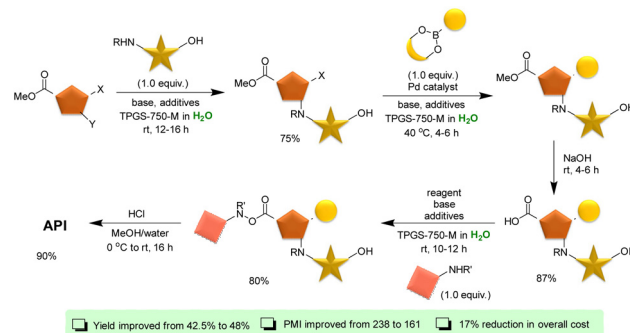 RHN
OH
(1.0 equiv.)
base, additives
TPGS-750-M in H2O
rt, 12-16 h
O
MeO
X
Y
O
MeO
X
RN
OH
75%
O
B
O
(1.0 equiv.)
Pd catalyst
base, additives
TPGS-750-M in H2O
40 °C, 4-6 h
O
MeO
RN
OH
NaOH
rt, 4-6 h
O
HO
RN
OH
87%
reagent
base
additives
TPGS-750-M in H2O
rt, 10-12 h
NHR'
(1.0 equiv.)
R'
N
O
O
RN
OH
80%
HCl
MeOH/water
0 °C to rt, 16 h
API
90%
Yield improved from 42.5% to 48%
PMI improved from 238 to 161
17% reduction in overall cost